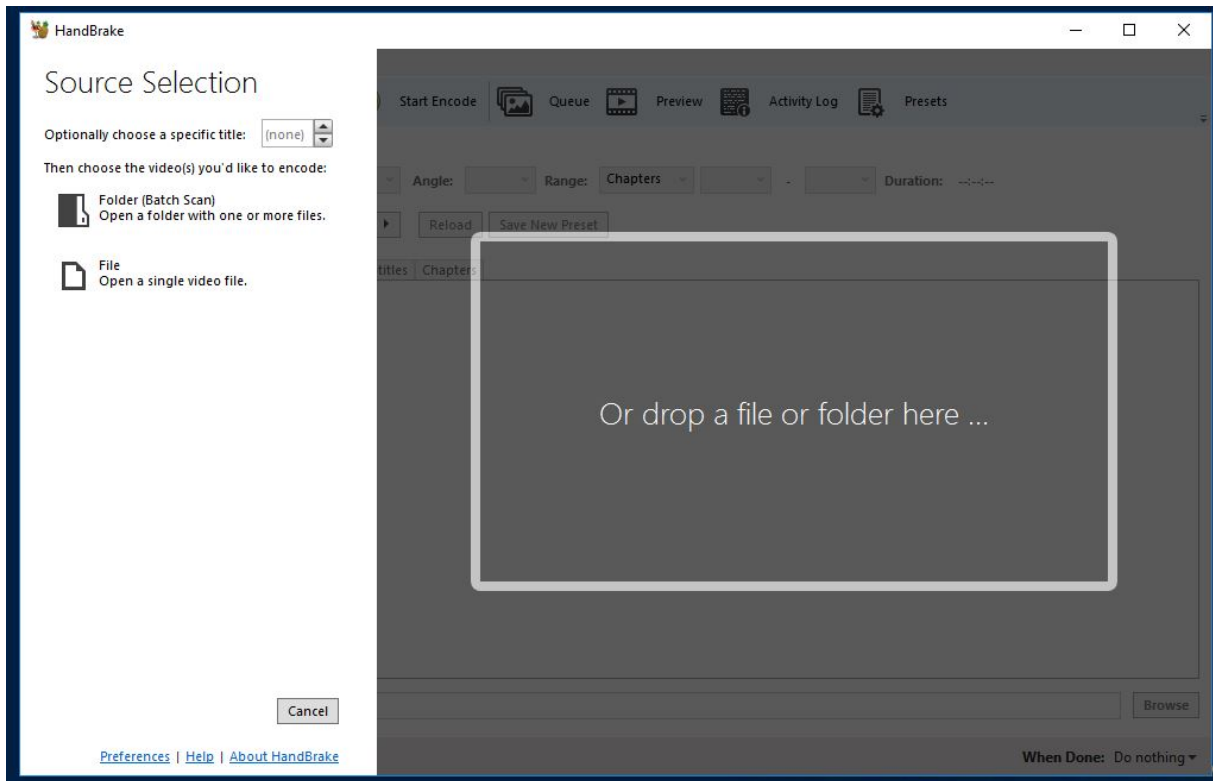 HandBrake
Source Selection
Optionally choose a specific title: (none)
Then choose the video(s) you'd like to encode:
Folder (Batch Scan)
Open a folder with one or more files.
File
Open a single video file.
Cancel
Preferences | Help | About HandBrake
Start Encode Queue Preview Activity Log Presets
Angle: Range: Chapters - Duration: --:--:--
Reload Save New Preset
titles Chapters
Or drop a file or folder here ...
Browse
When Done: Do nothing